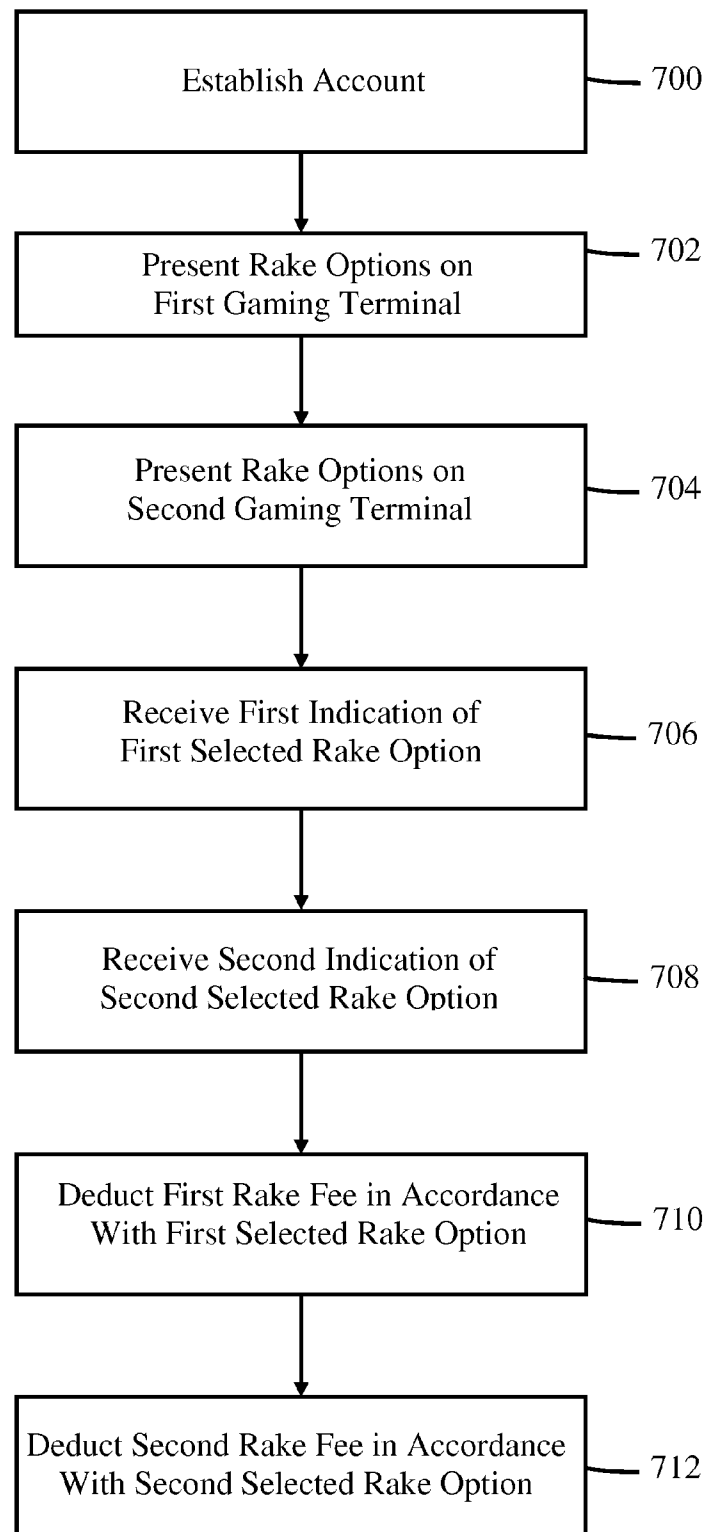 Establish Account
700
Present Rake Options on
First Gaming Terminal
702
Present Rake Options on
Second Gaming Terminal
704
Receive First Indication of
First Selected Rake Option
706
Receive Second Indication of
Second Selected Rake Option
708
Deduct First Rake Fee in Accordance
With First Selected Rake Option
710
Deduct Second Rake Fee in Accordance
With Second Selected Rake Option
712